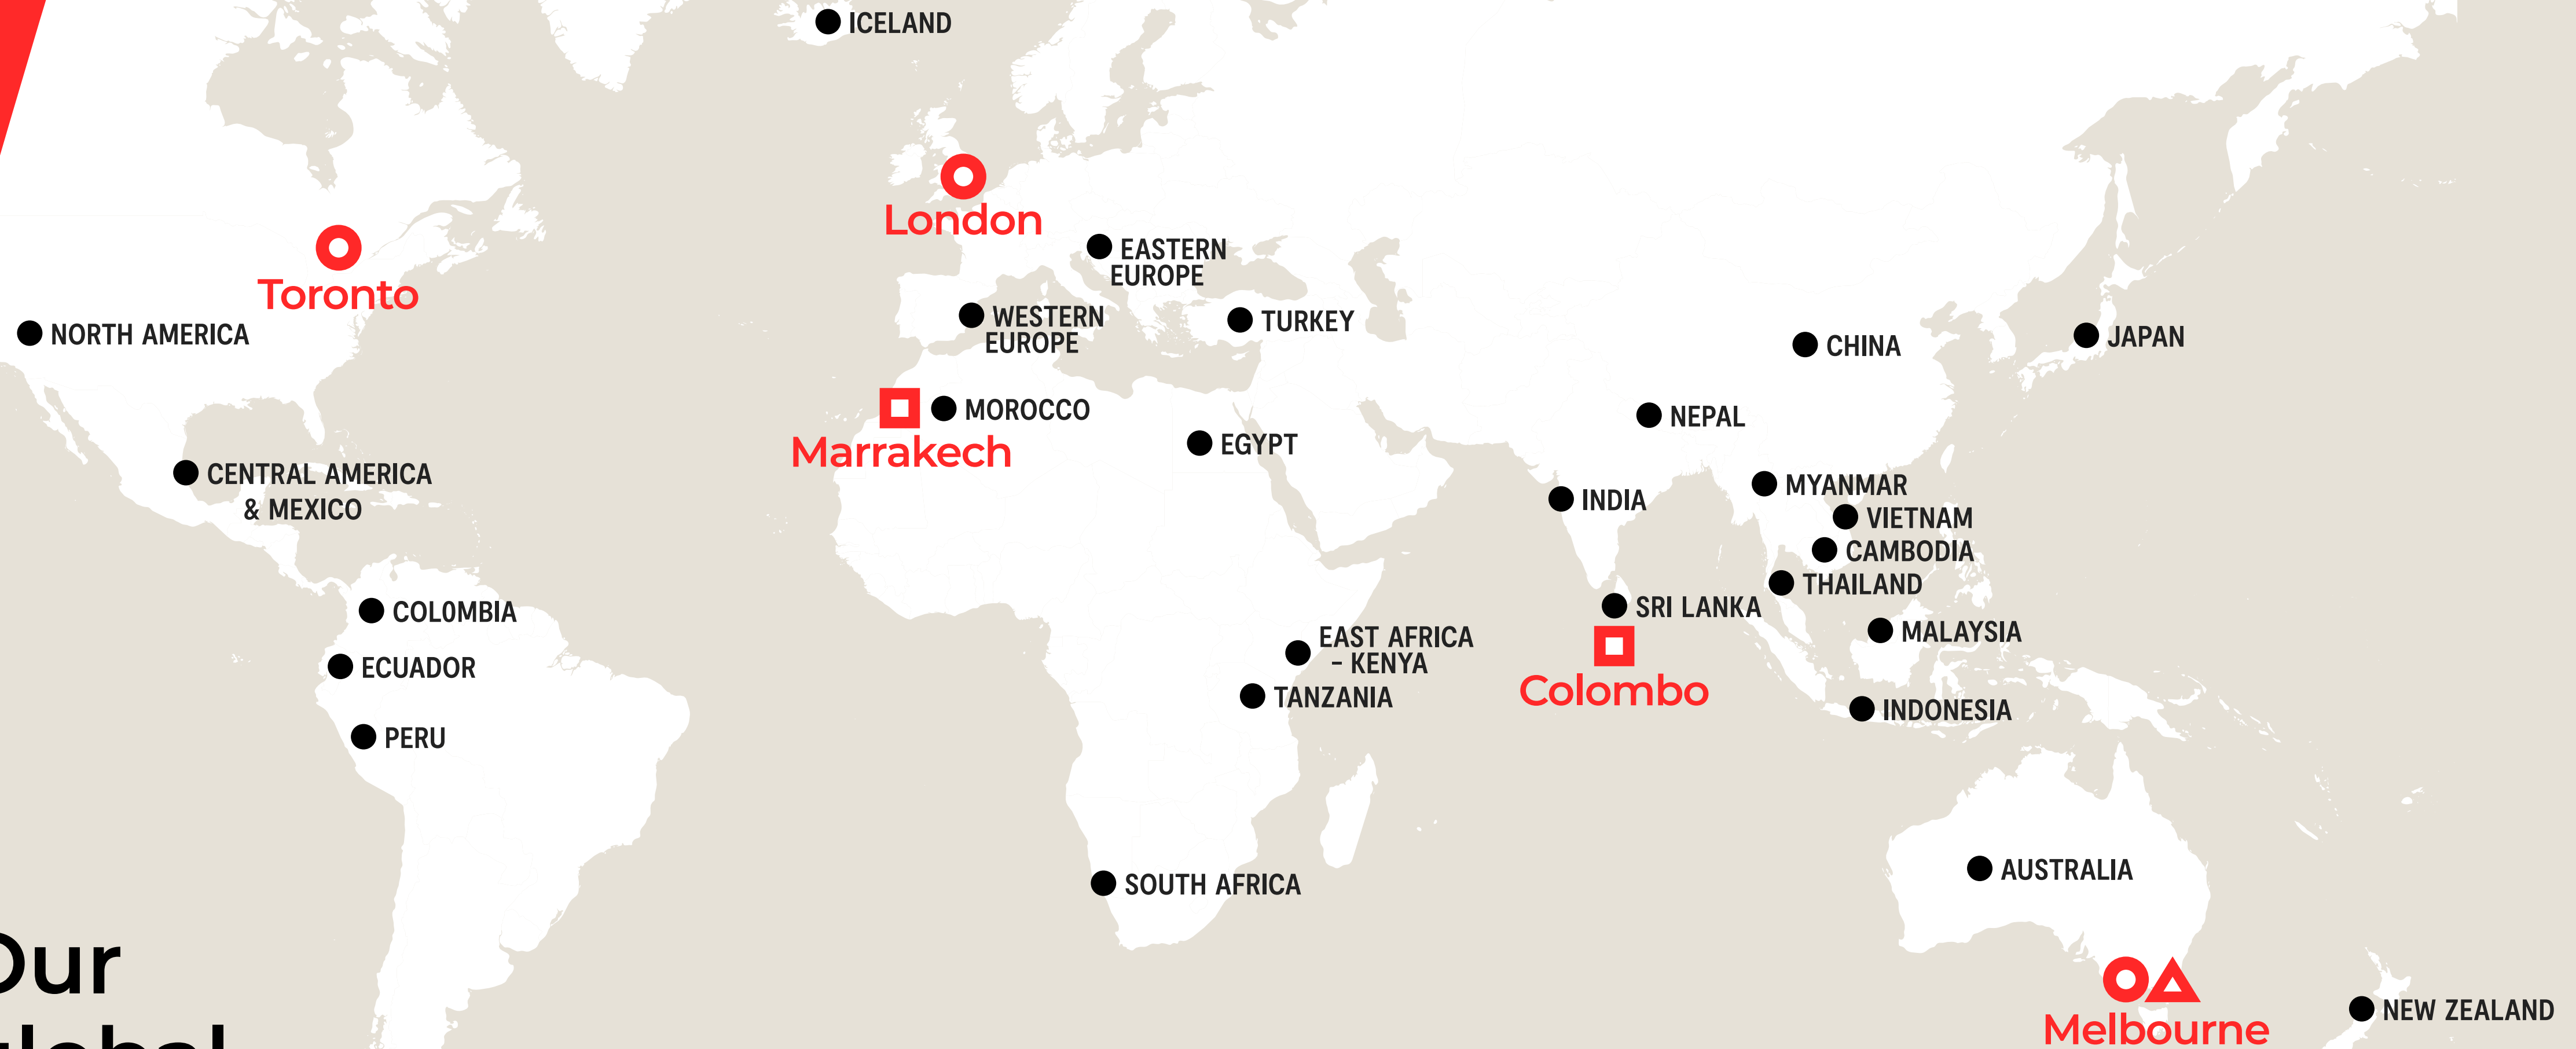 ICELAND
London
EASTERN
EUROPE
Toronto
WESTERN
EUROPE
TURKEY
NORTH AMERICA
CHINA
JAPAN
MOROCCO
NEPAL
Marrakech
EGYPT
CENTRAL AMERICA
& MEXICO
INDIA
MYANMAR
VIETNAM
CAMBODIA
THAILAND
COLOMBIA
SRI LANKA
EAST AFRICA
– KENYA
MALAYSIA
ECUADOR
Colombo
TANZANIA
INDONESIA
PERU
AUSTRALIA
SOUTH AFRICA
Our
global
NEW ZEALAND
Melbourne